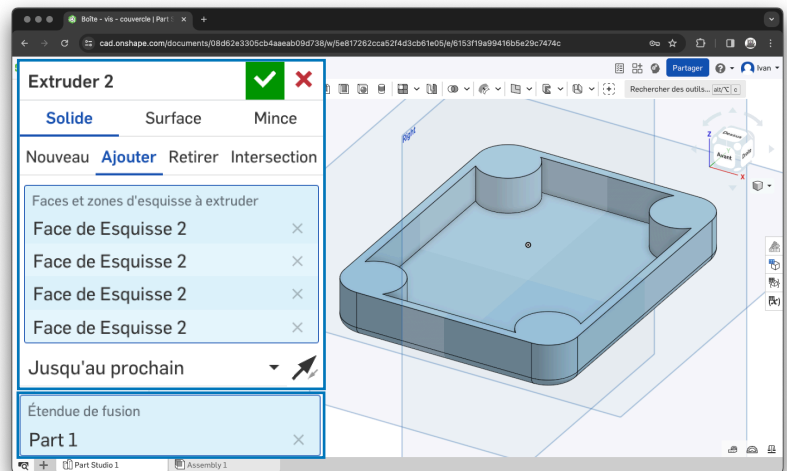 Boîte - vis - couvercle | Part S
cad.onshape.com/documents/08d62e3305cb4aaeab09d738/w/5e817262cca52f4d3cb61e05/e/6153f19a99416b5e29c7474c
Partager
Ivan
Rechercher des outils... alt/⌥ c
Extruder 2
Solide Surface Mince
Nouveau Ajouter Retirer Intersection
Faces et zones d'esquisse à extruder
Face de Esquisse 2
Face de Esquisse 2
Face de Esquisse 2
Face de Esquisse 2
Jusqu'au prochain
Étendue de fusion
Part 1
Right
Z
Dessus
Avant
Droite
X
Part Studio 1
Assembly 1